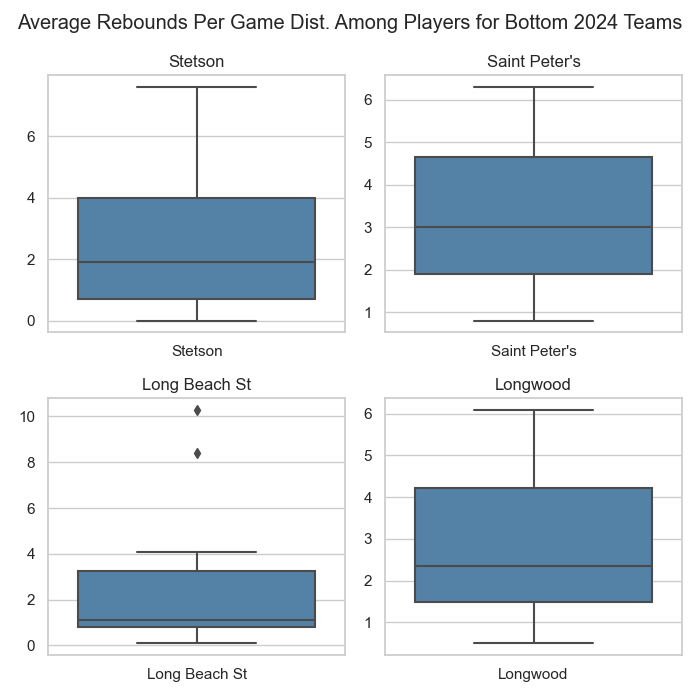 Average Rebounds Per Game Dist. Among Players for Bottom 2024 Teams
Stetson
6
4
2
0
Stetson
Saint Peter's
6
5
4
3
2
1
Saint Peter's
Long Beach St
10
8
6
4
2
0
Long Beach St
Longwood
6
5
4
3
2
1
Longwood